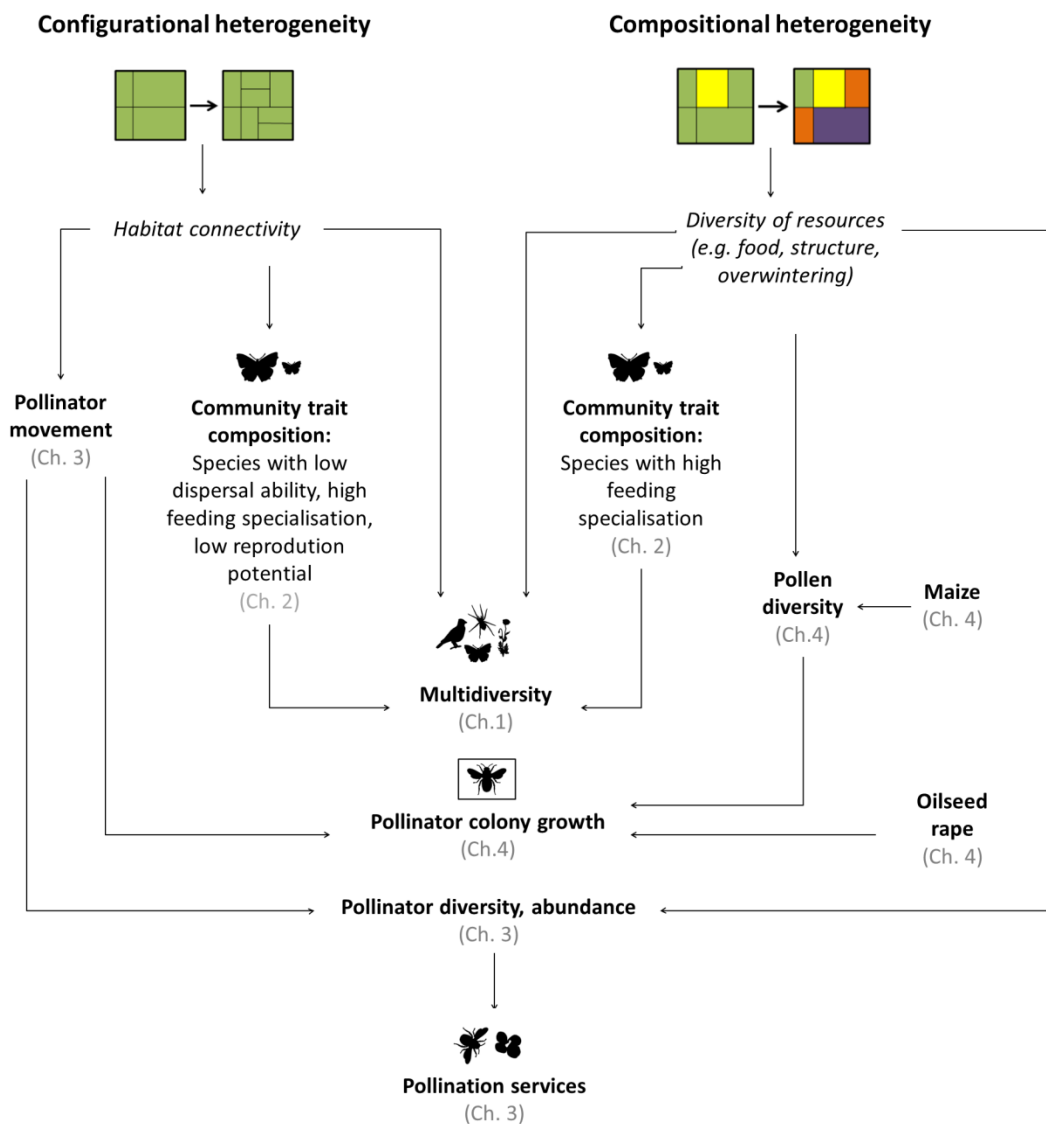 Configurational heterogeneity
Compositional heterogeneity
Habitat connectivity
Diversity of resources
(e.g. food, structure,
overwintering)
Pollinator
movement
(Ch. 3)
Community trait
composition:
Species with low
dispersal ability, high
feeding specialisation,
low reprodution
potential
(Ch. 2)
Community trait
composition:
Species with high
feeding
specialisation
(Ch. 2)
Pollen
diversity
(Ch.4)
Maize
(Ch. 4)
Multidiversity
(Ch.1)
Pollinator colony growth
(Ch.4)
Oilseed
rape
(Ch. 4)
Pollinator diversity, abundance
(Ch. 3)
Pollination services
(Ch. 3)